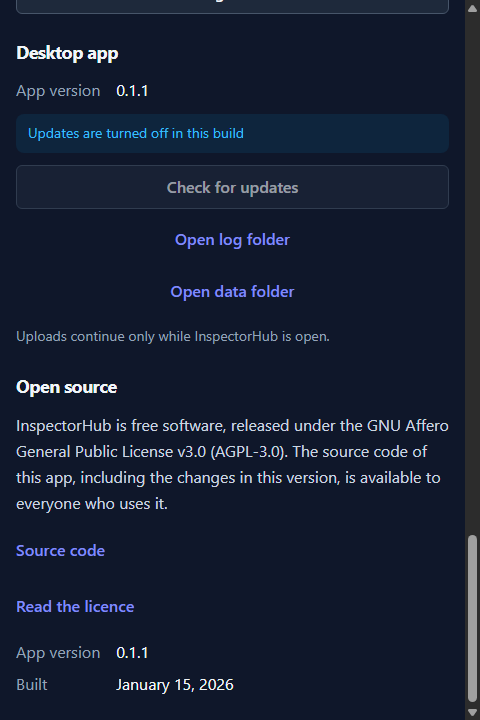 Desktop app
App version 0.1.1
Updates are turned off in this build
Check for updates
Open log folder
Open data folder
Uploads continue only while InspectorHub is open.
Open source
InspectorHub is free software, released under the GNU Affero
General Public License v3.0 (AGPL-3.0). The source code of
this app, including the changes in this version, is available to
everyone who uses it.
Source code
Read the licence
App version 0.1.1
Built January 15, 2026